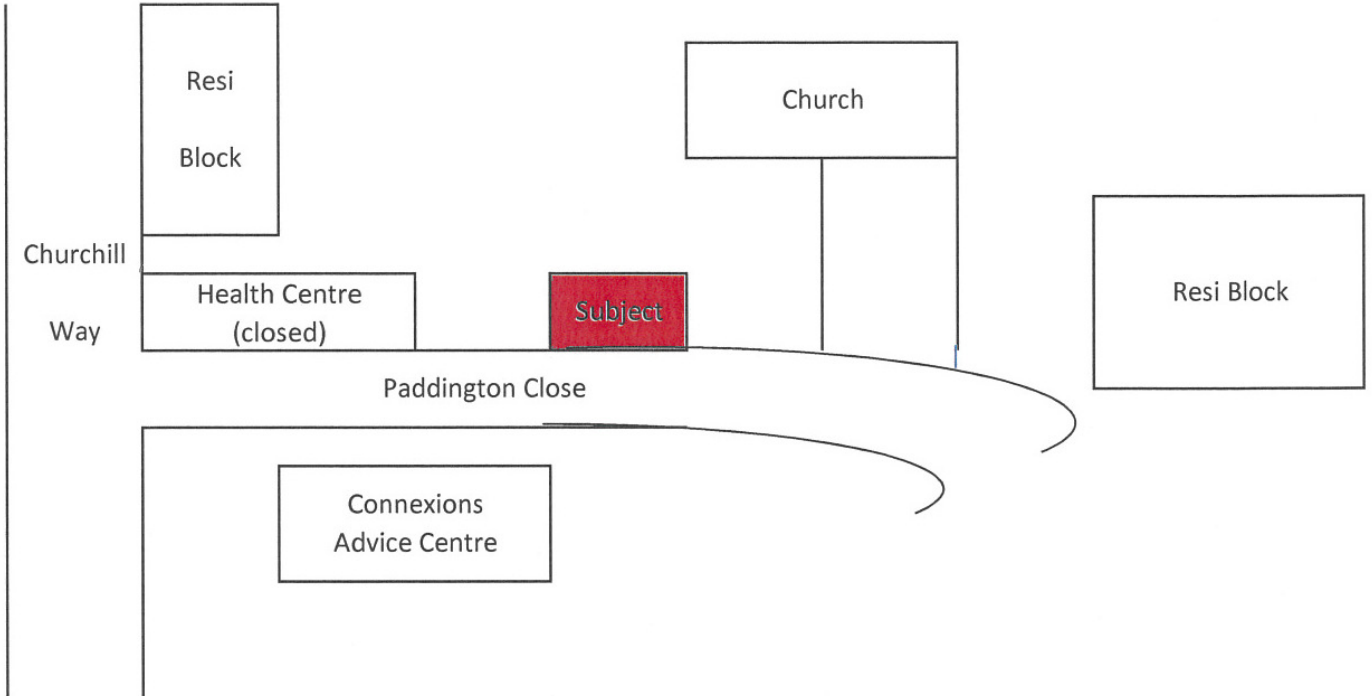 Resi
Block
Church
Churchill
Way
Health Centre
(closed)
Subject
Resi Block
Paddington Close
Connexions
Advice Centre